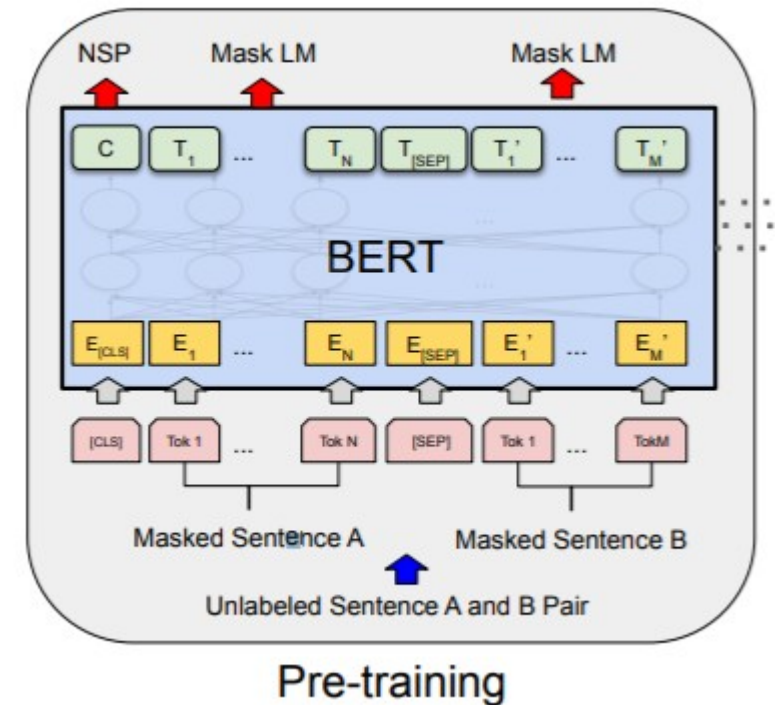 NSP Mask LM Mask LM
C T1 ... TN T[SEP] T1' ... TM'
...
BERT
...
E[CLS] E1 ... EN E[SEP] E1' ... EM'
[CLS] Tok 1 ... Tok N [SEP] Tok 1 ... TokM
Masked Sentence A Masked Sentence B
Unlabeled Sentence A and B Pair
Pre-training